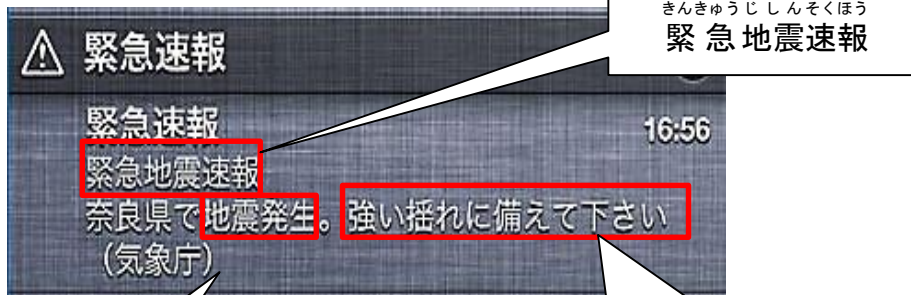 きんきゅうじしんそくほう
緊急地震速報
緊急速報
緊急速報 16:56
緊急地震速報
奈良県で地震発生。強い揺れに備えて下さい
（気象庁）